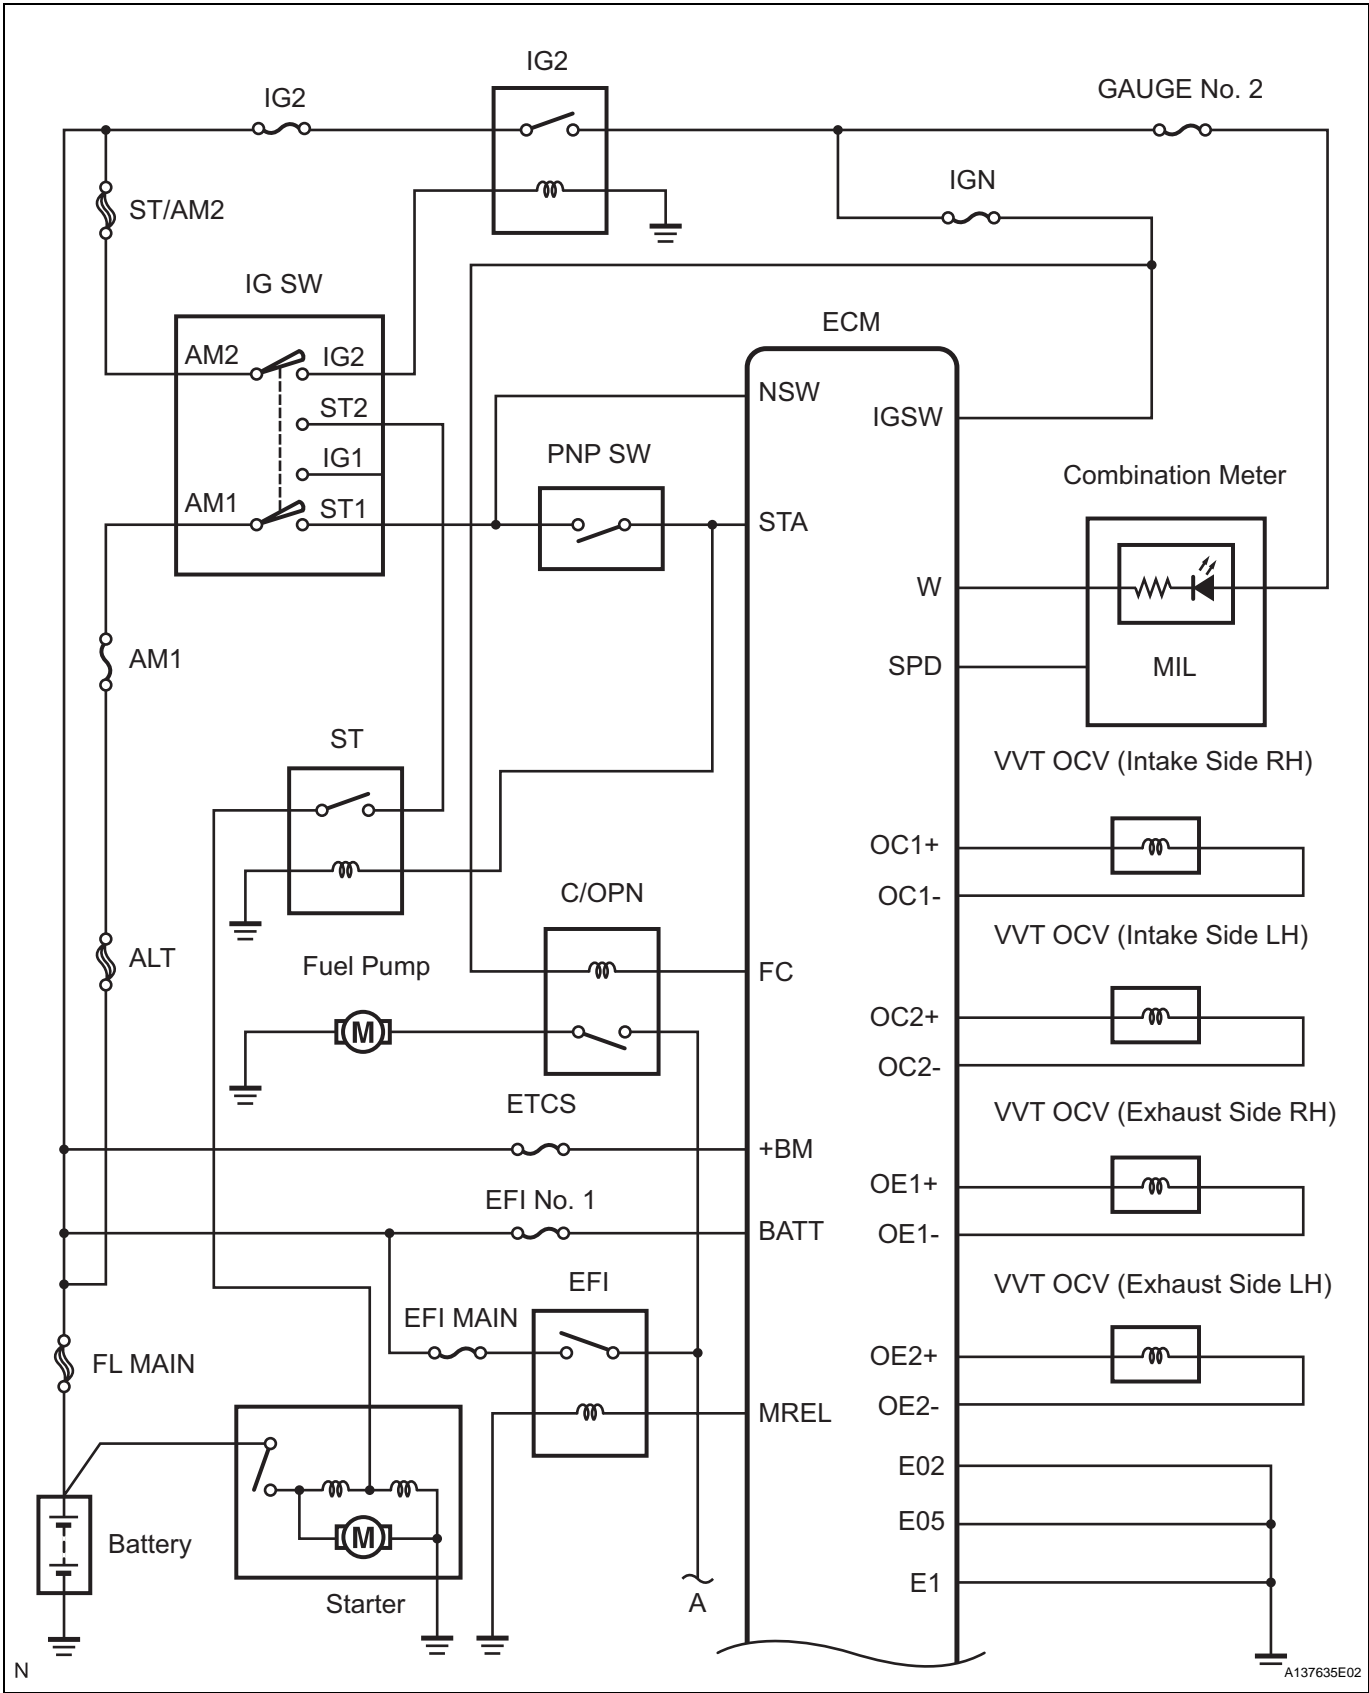 IG2
IG2
GAUGE No. 2
ST/AM2
IGN
IG SW
ECM
AM2
IG2
ST2
IG1
AM1
ST1
NSW
IGSW
PNP SW
STA
Combination Meter
W
SPD
MIL
AM1
ST
VVT OCV (Intake Side RH)
OC1+
OC1-
C/OPN
VVT OCV (Intake Side LH)
ALT
Fuel Pump
FC
M
OC2+
OC2-
ETCS
VVT OCV (Exhaust Side RH)
+BM
OE1+
EFI No. 1
BATT
OE1-
EFI
VVT OCV (Exhaust Side LH)
EFI MAIN
FL MAIN
OE2+
OE2-
MREL
E02
E05
Battery
M
E1
Starter
A
N
A137635E02